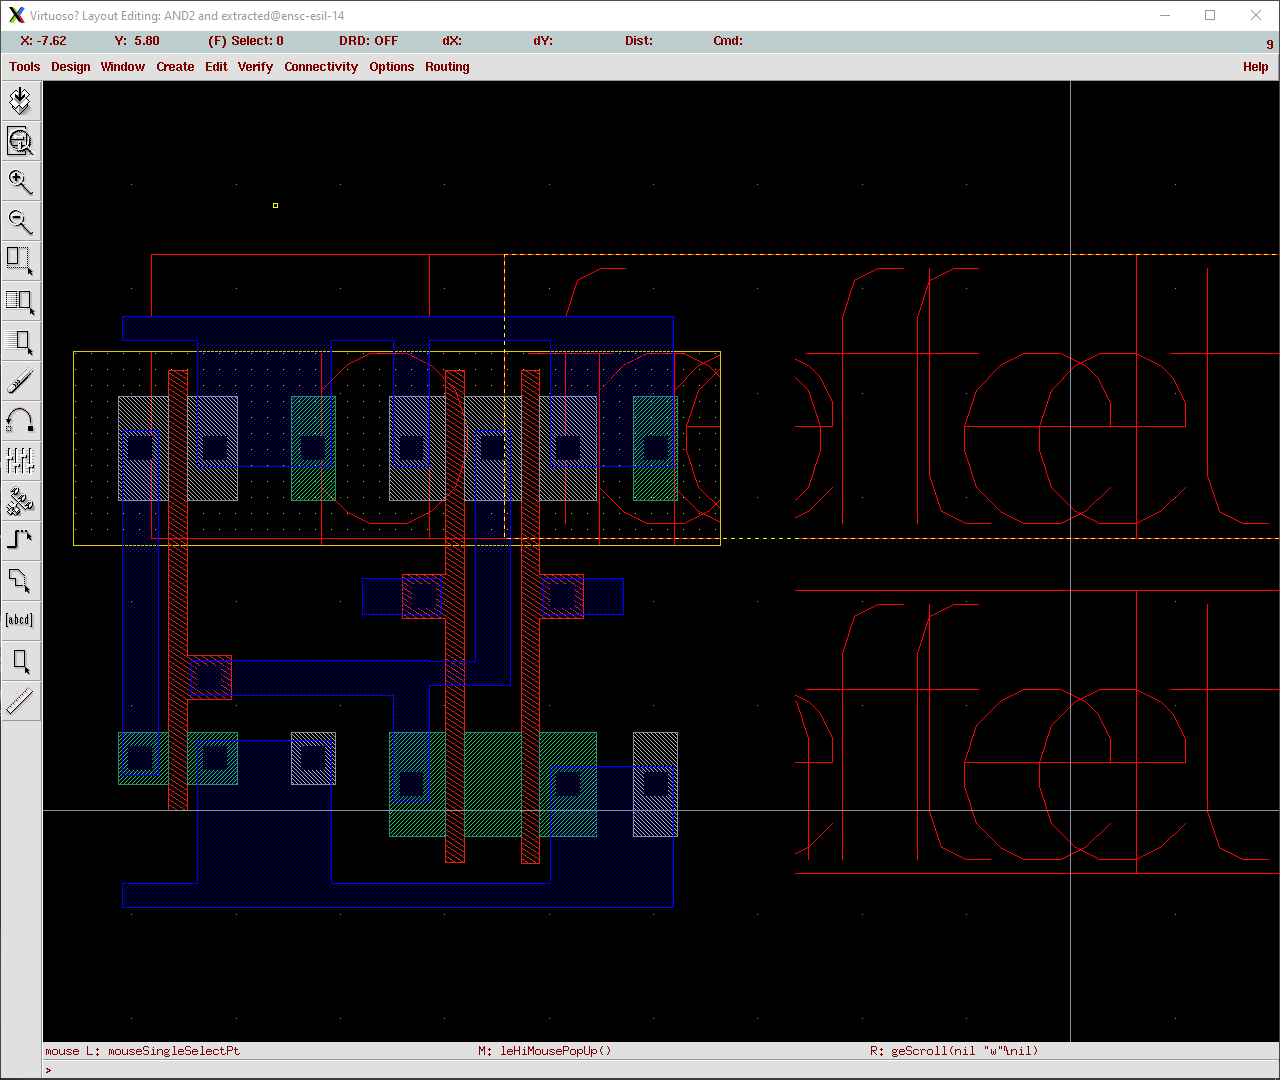 Virtuoso? Layout Editing: AND2 and extracted@ensc-esil-14
X: -7.62 Y: 5.80 (F) Select: 0 DRD: OFF dX: dY: Dist: Cmd: 9
Tools Design Window Create Edit Verify Connectivity Options Routing Help
[abcd]
mouse L: mouseSingleSelectPt M: leHiMousePopUp() R: geScroll(nil "w" nil)
>